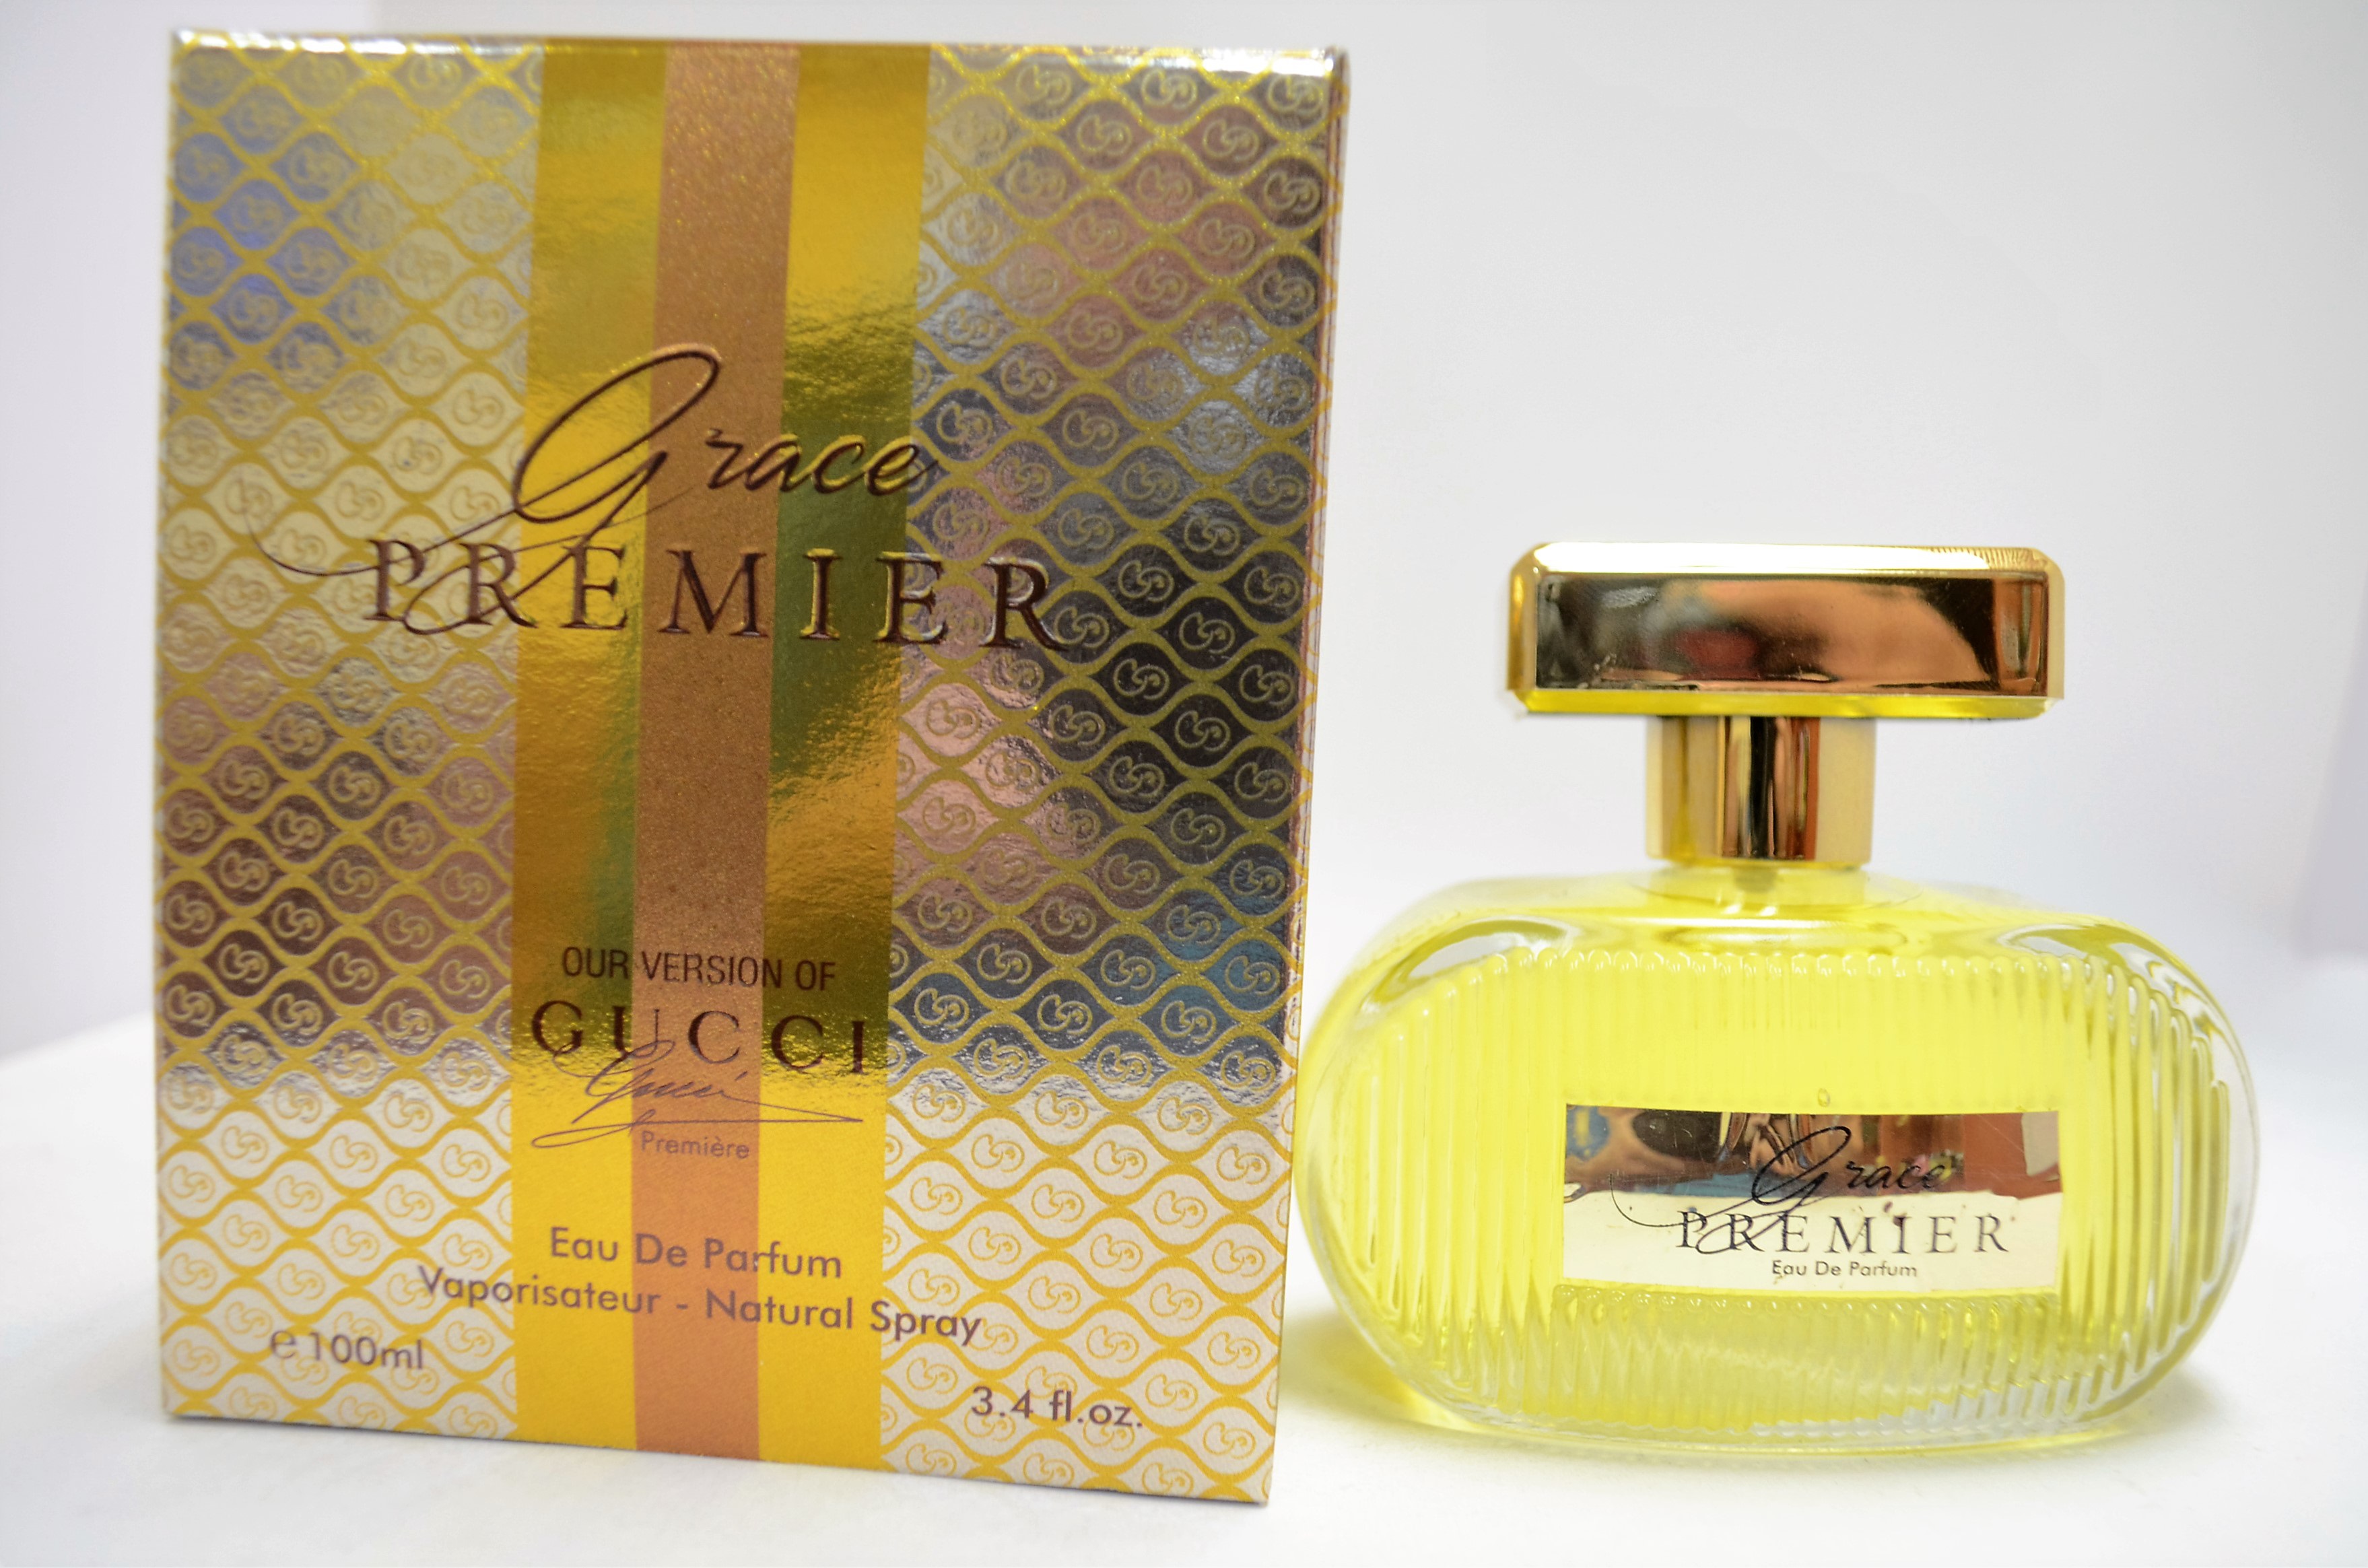 Grace
PREMIER
OUR VERSION OF
GUCCI
Gucci
Première
Eau De Parfum
Vaporisateur - Natural Spray
℮100ml
3.4 fl.oz.
Grace
PREMIER
Eau De Parfum